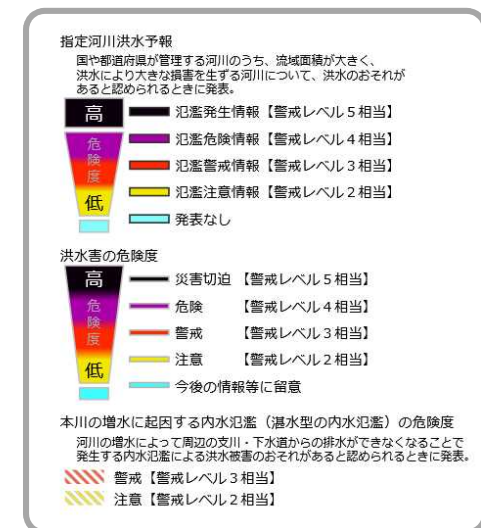 指定河川洪水予報
国や都道府県が管理する河川のうち、流域面積が大きく、
洪水により大きな損害を生ずる河川について、洪水のおそれが
あると認められるときに発表。
高
危険度
低
氾濫発生情報【警戒レベル５相当】
氾濫危険情報【警戒レベル４相当】
氾濫警戒情報【警戒レベル３相当】
氾濫注意情報【警戒レベル２相当】
発表なし
洪水害の危険度
高
危険度
低
災害切迫 【警戒レベル５相当】
危険 【警戒レベル４相当】
警戒 【警戒レベル３相当】
注意 【警戒レベル２相当】
今後の情報等に留意
本川の増水に起因する内水氾濫（湛水型の内水氾濫）の危険度
河川の増水によって周辺の支川・下水道からの排水ができなくなることで
発生する内水氾濫による洪水被害のおそれがあると認められるときに発表。
警戒【警戒レベル３相当】
注意【警戒レベル２相当】